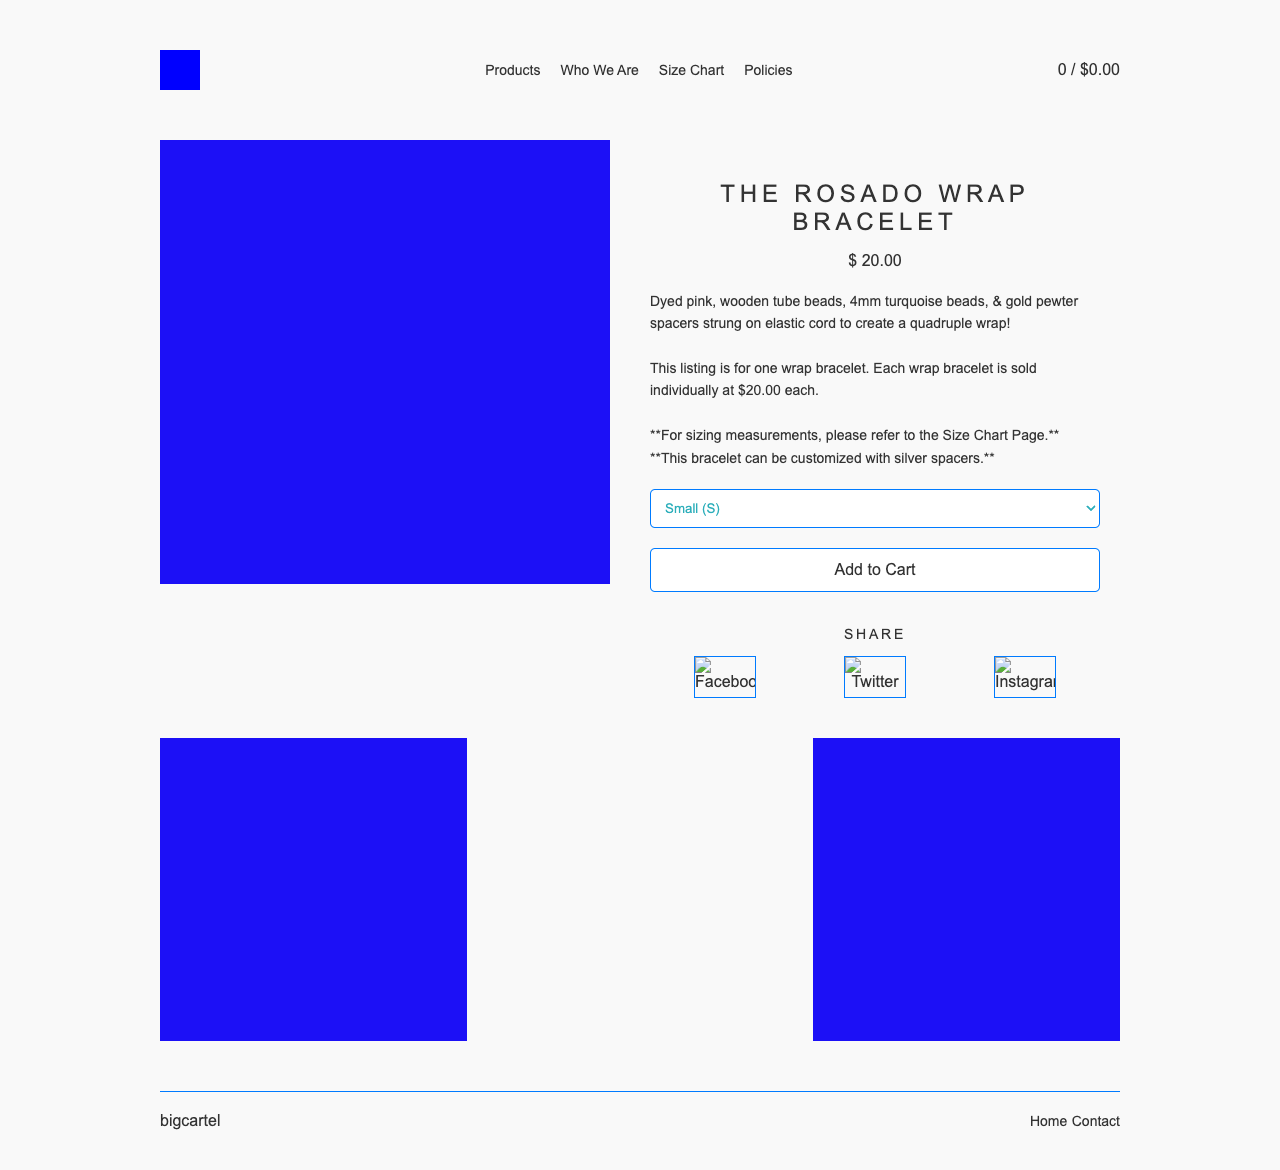 Products Who We Are Size Chart Policies 0 / $0.00
THE ROSADO WRAP
BRACELET
$ 20.00
Dyed pink, wooden tube beads, 4mm turquoise beads, & gold pewter
spacers strung on elastic cord to create a quadruple wrap!
This listing is for one wrap bracelet. Each wrap bracelet is sold
individually at $20.00 each.
**For sizing measurements, please refer to the Size Chart Page.**
**This bracelet can be customized with silver spacers.**
Small (S)
Add to Cart
SHARE
Faceboo Twitter Instagrar
bigcartel Home Contact